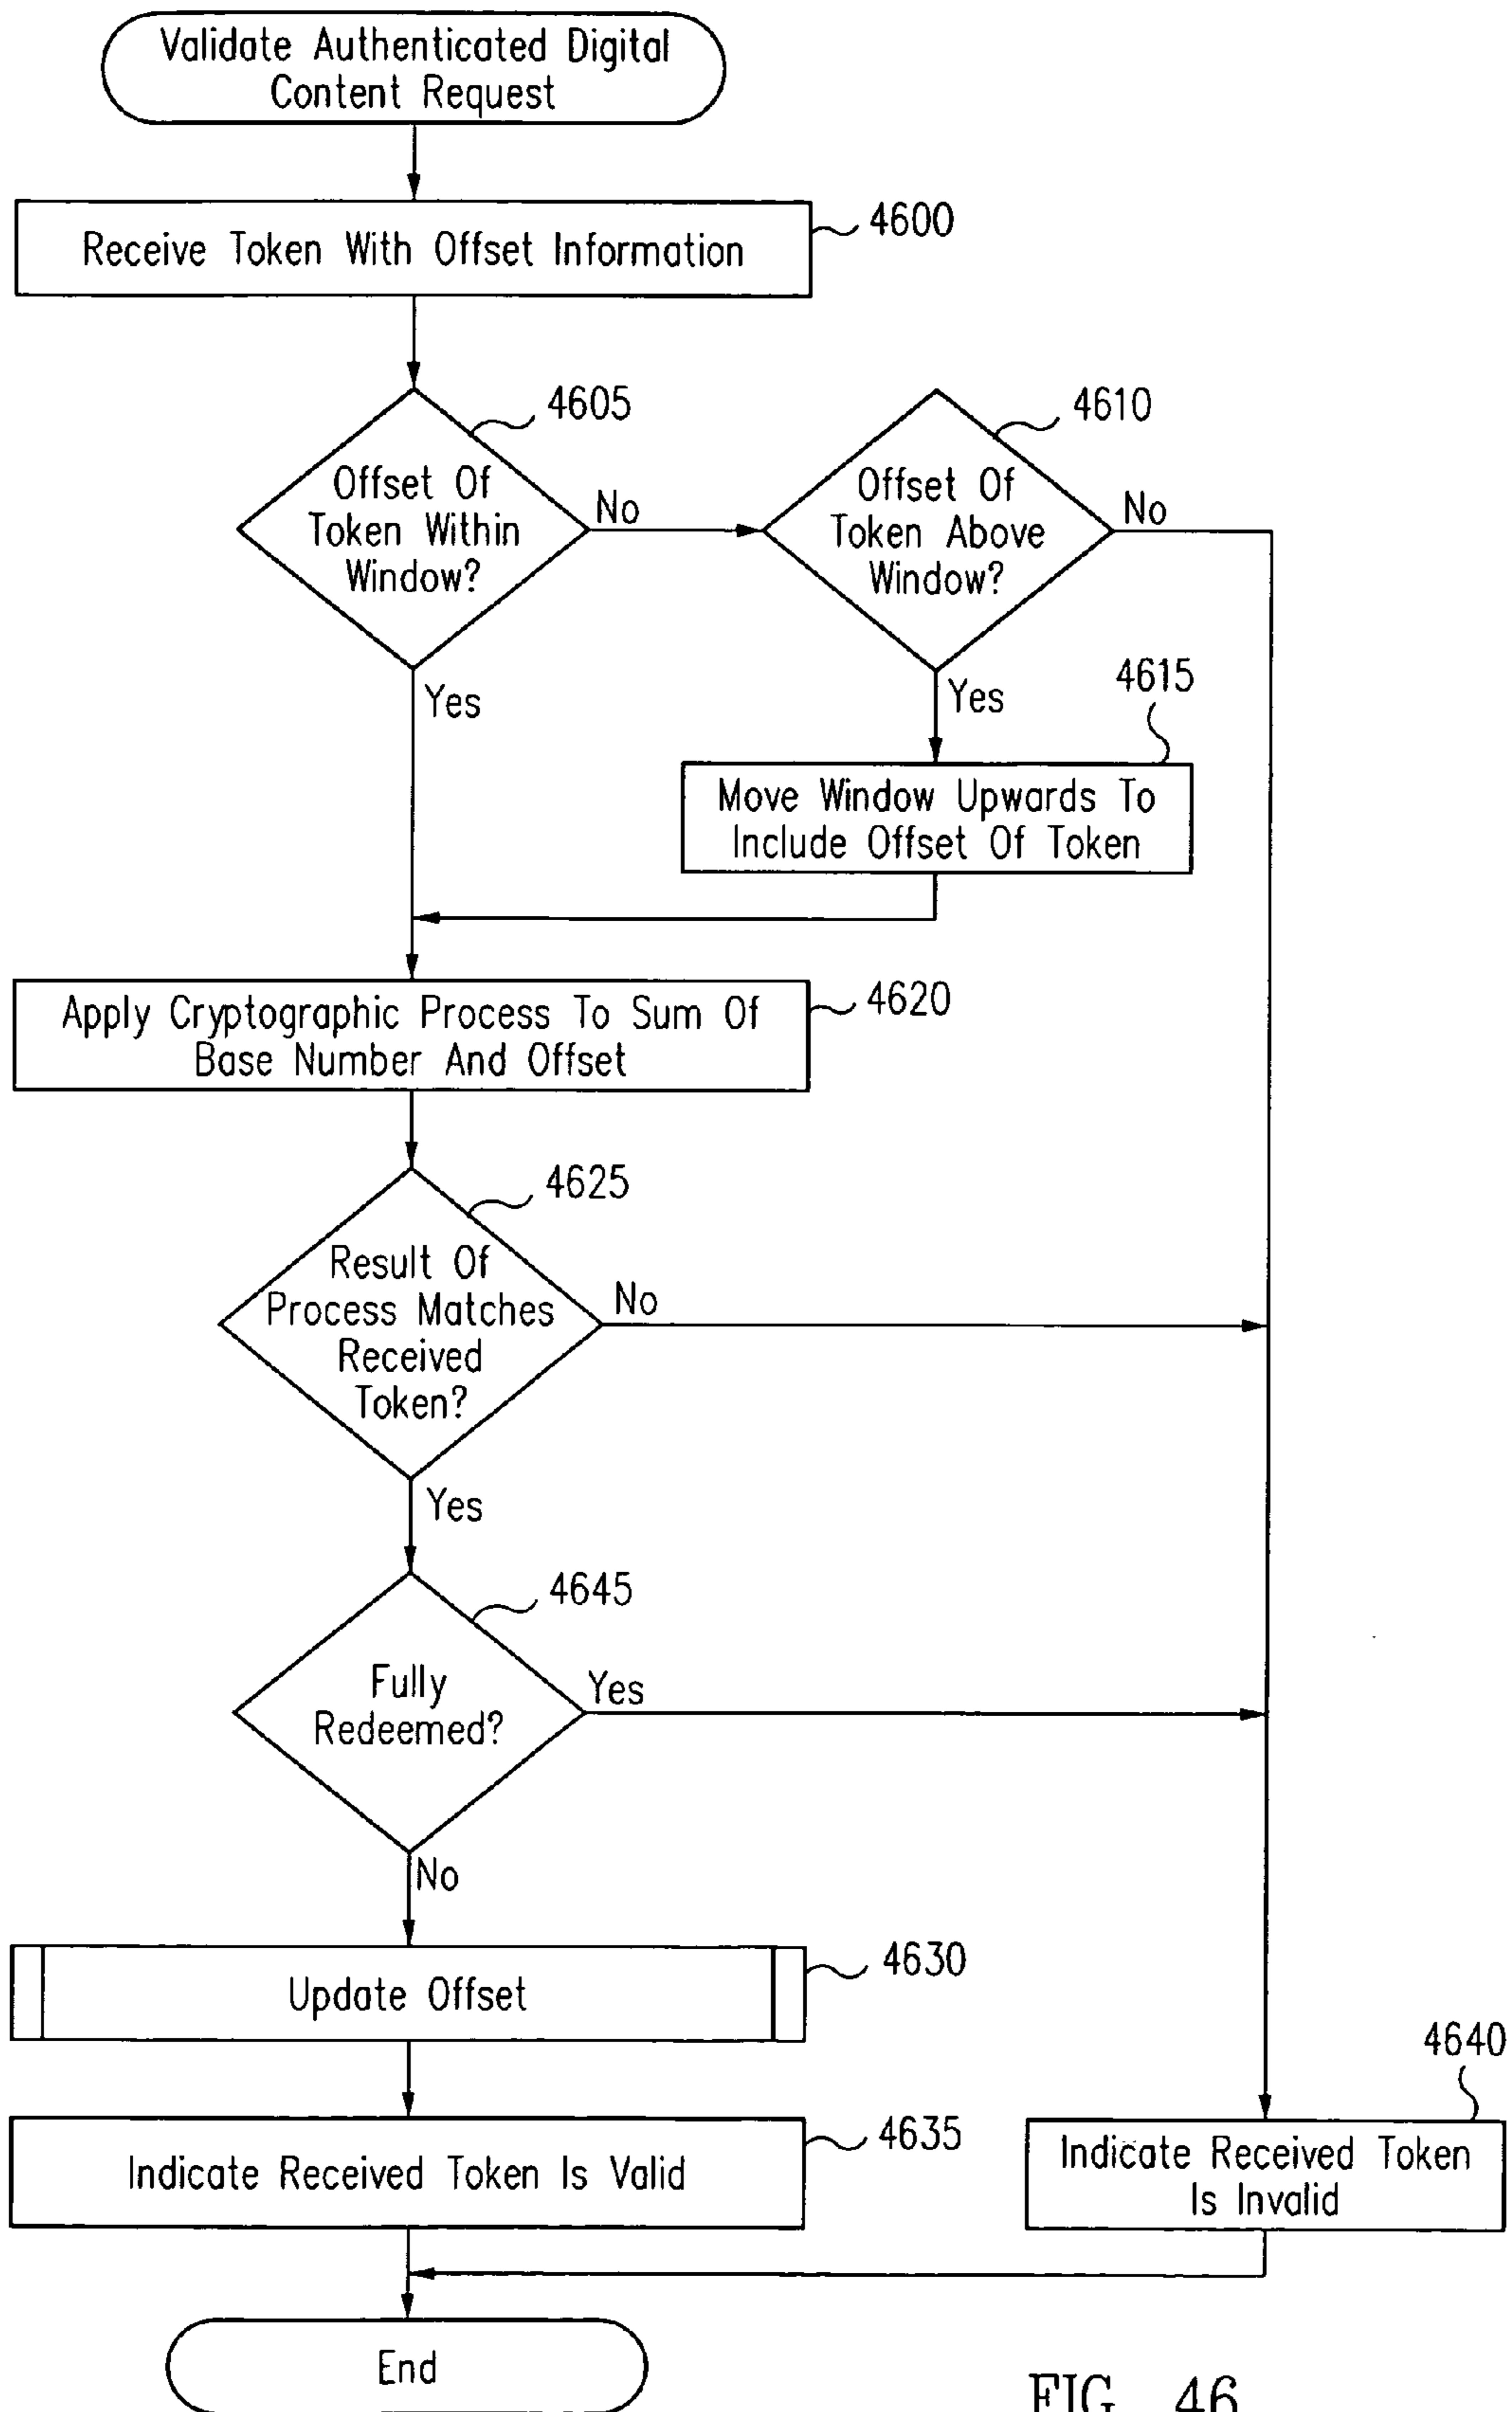 Validate Authenticated Digital
Content Request
Receive Token With Offset Information
4600
4605
Offset Of
Token Within
Window?
No
Yes
4610
Offset Of
Token Above
Window?
No
Yes
4615
Move Window Upwards To
Include Offset Of Token
Apply Cryptographic Process To Sum Of
Base Number And Offset
4620
4625
Result Of
Process Matches
Received
Token?
No
Yes
4645
Fully
Redeemed?
Yes
No
Update Offset
4630
Indicate Received Token Is Valid
4635
4640
Indicate Received Token
Is Invalid
End
FIG. 46